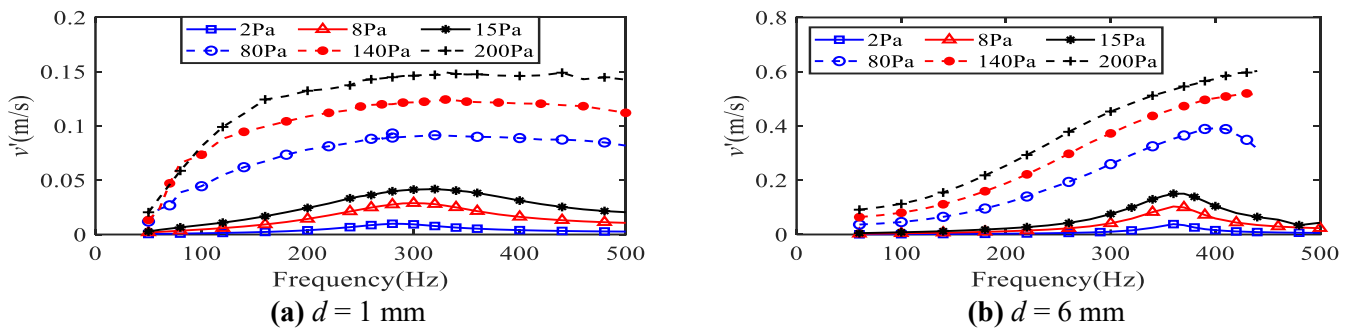 2Pa 8Pa 15Pa
80Pa 140Pa 200Pa
0.2
0.15
0.1
0.05
0
v'(m/s)
0 100 200 300 400 500
Frequency(Hz)
(a) d = 1 mm
2Pa 8Pa 15Pa
80Pa 140Pa 200Pa
0.8
0.6
0.4
0.2
0
v'(m/s)
0 100 200 300 400 500
Frequency(Hz)
(b) d = 6 mm